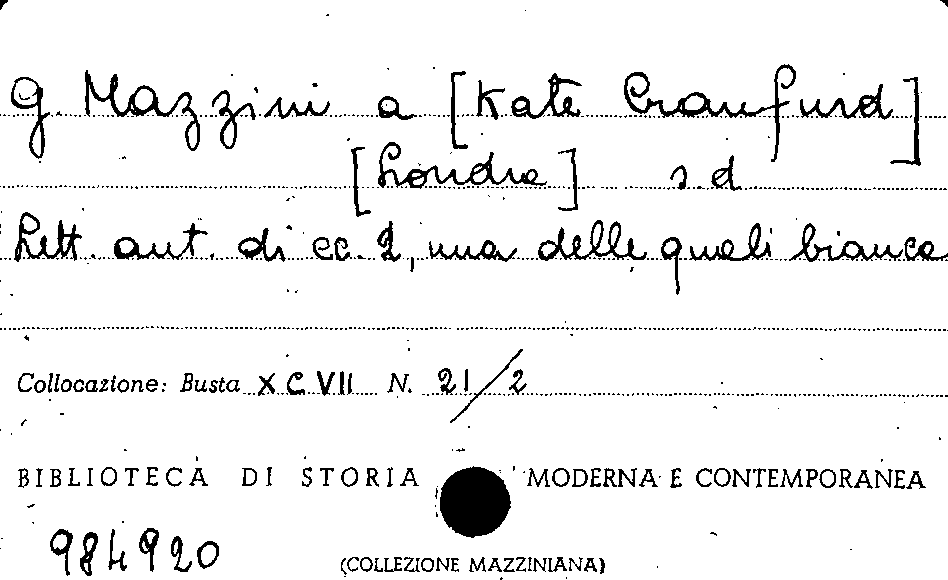 G. Mazzini a [Kate Craufurd]
[Londra] s.d
Lett. aut. di cc. 2, una delle quali bianca
Collocazione: Busta XCVII N. 21/2
BIBLIOTECA DI STORIA MODERNA E CONTEMPORANEA
984920
(COLLEZIONE MAZZINIANA)